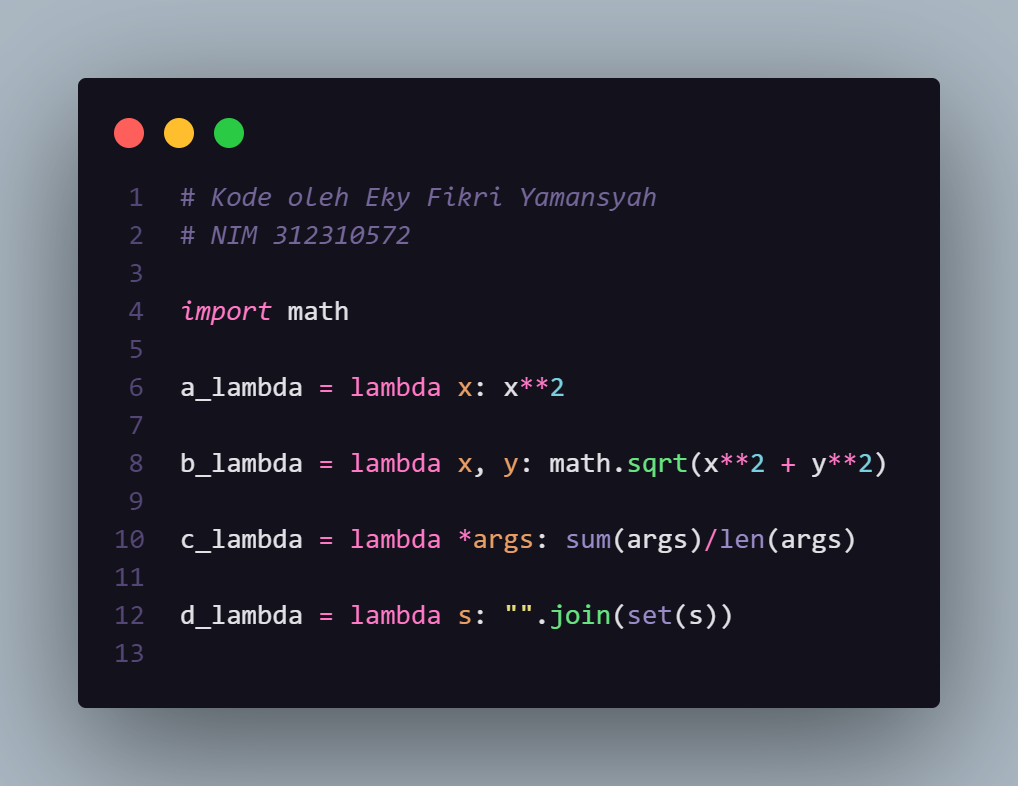 1 # Kode oleh Eky Fikri Yamansyah
2 # NIM 312310572
3
4 import math
5
6 a_lambda = lambda x: x**2
7
8 b_lambda = lambda x, y: math.sqrt(x**2 + y**2)
9
10 c_lambda = lambda *args: sum(args)/len(args)
11
12 d_lambda = lambda s: "".join(set(s))
13